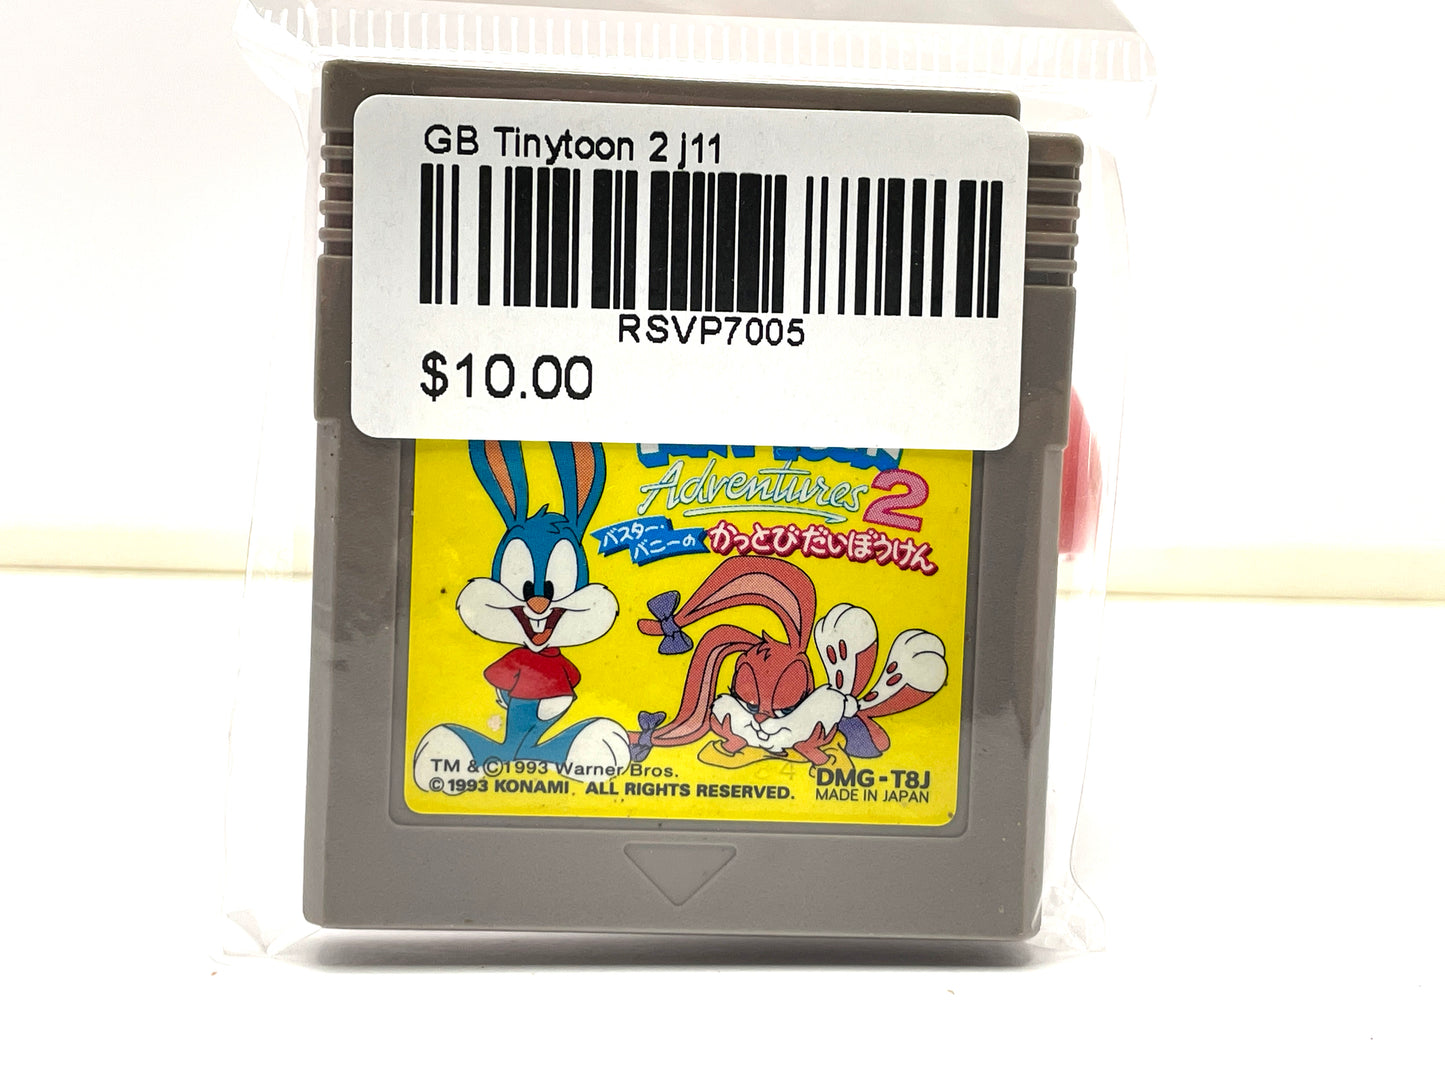 GB Tinytoon 2 j11
RSVP7005
$10.00
Adventures 2
バスター・
バニーの
かっとびだいぼうけん
TM & ©1993 Warner Bros.
©1993 KONAMI. ALL RIGHTS RESERVED.
DMG-T8J
MADE IN JAPAN